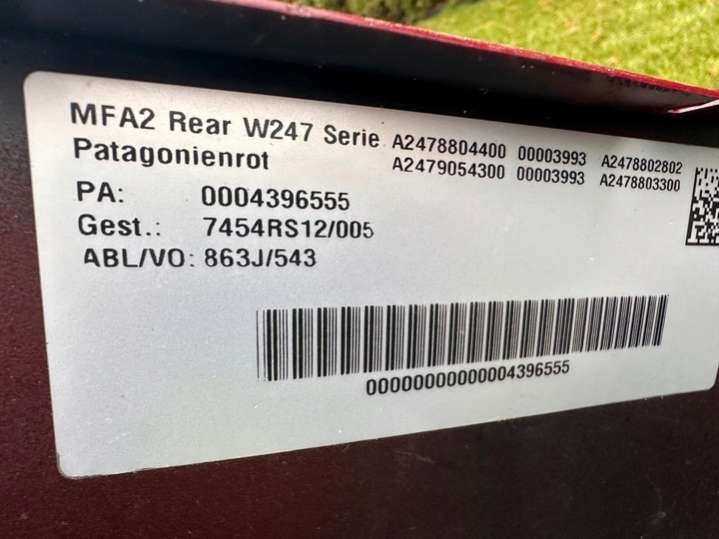 MFA2 Rear W247 Serie A2478804400 00003993 A2478802802
Patagonienrot A2479054300 00003993 A2478803300
PA: 0004396555
Gest.: 7454RS12/005
ABL/VO: 863J/543
00000000000004396555